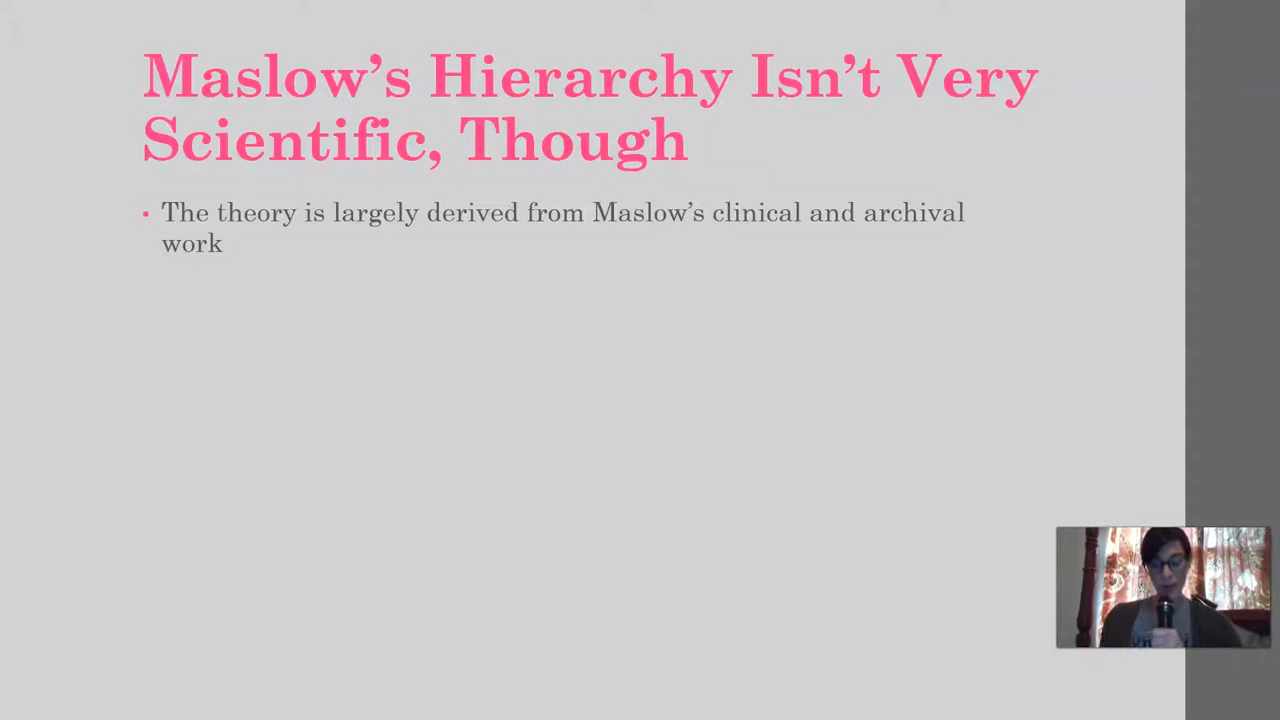 Maslow’s Hierarchy Isn’t Very
Scientific, Though
• The theory is largely derived from Maslow’s clinical and archival
work